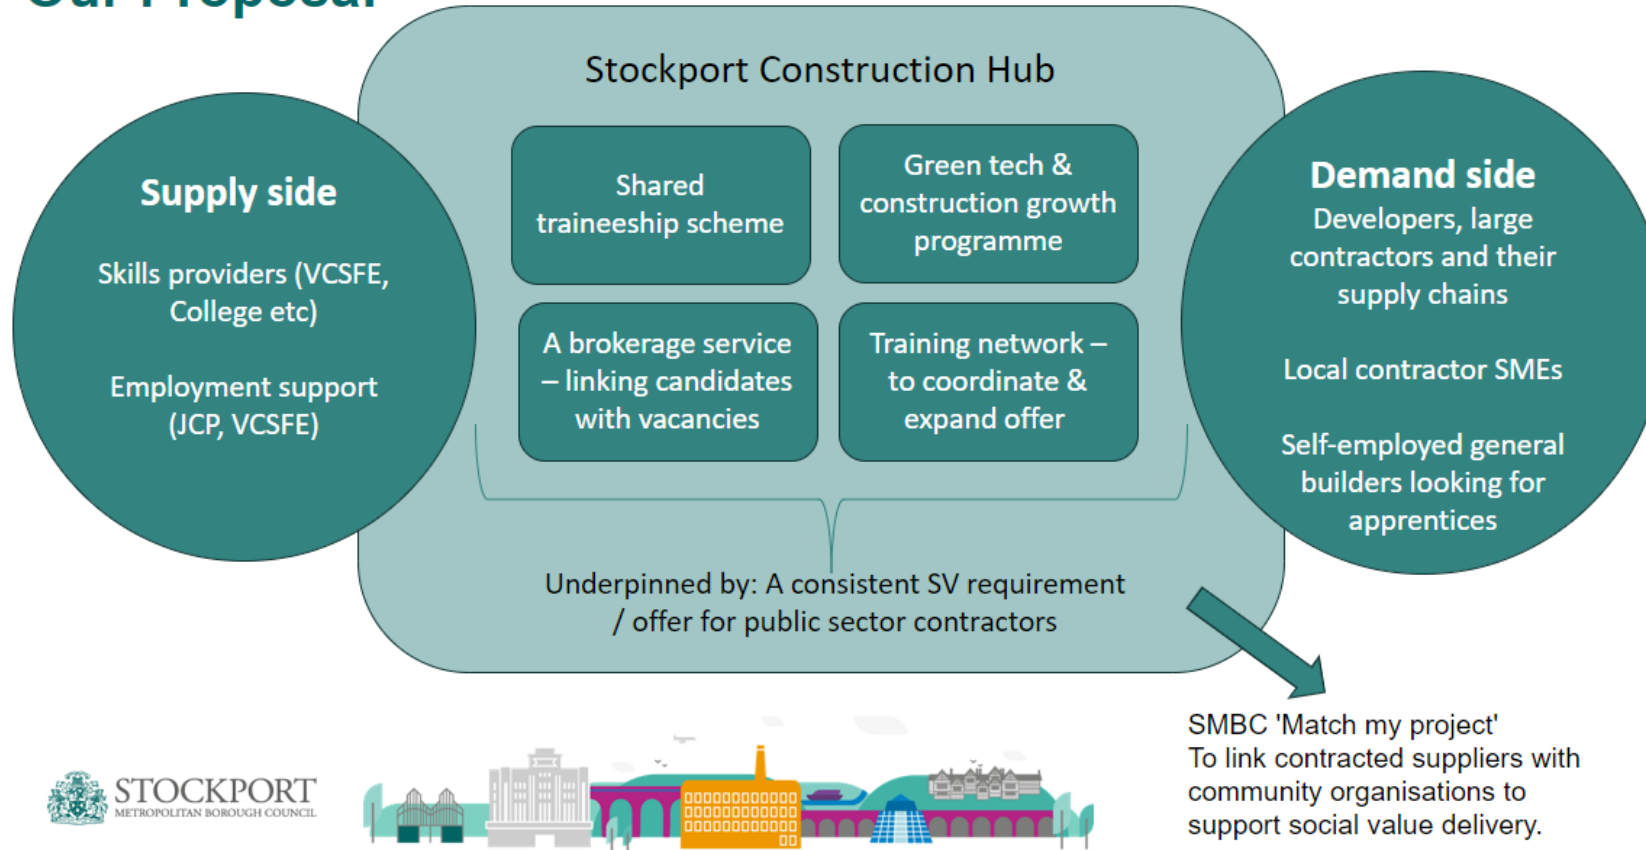 Our Proposal
Stockport Construction Hub
Supply side
Skills providers (VCSFE,
College etc)
Employment support
(JCP, VCSFE)
Shared
traineeship scheme
Green tech &
construction growth
programme
A brokerage service
– linking candidates
with vacancies
Training network –
to coordinate &
expand offer
Underpinned by: A consistent SV requirement
/ offer for public sector contractors
Demand side
Developers, large
contractors and their
supply chains
Local contractor SMEs
Self-employed general
builders looking for
apprentices
SMBC 'Match my project'
To link contracted suppliers with
community organisations to
support social value delivery.
STOCKPORT
METROPOLITAN BOROUGH COUNCIL